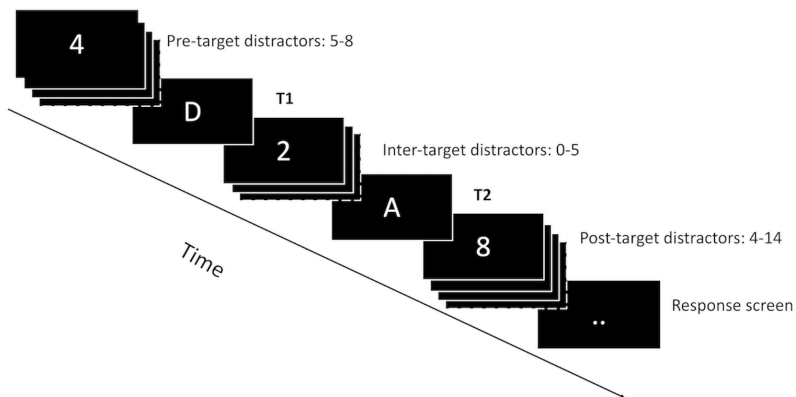 4
Pre-target distractors: 5-8
D
T1
2
Inter-target distractors: 0-5
A
T2
8
Post-target distractors: 4-14
Time
..
Response screen